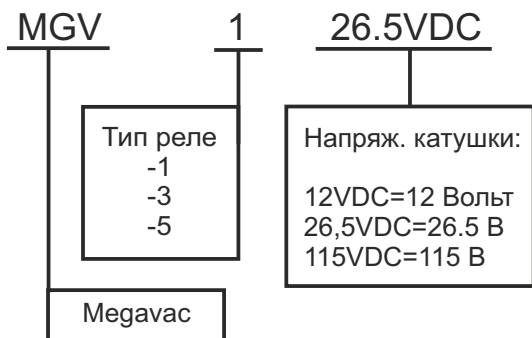 MGV 1 26.5VDC
Тип реле
-1
-3
-5
Напряж. катушки:
12VDC=12 Вольт
26,5VDC=26.5 В
115VDC=115 В
Megavac